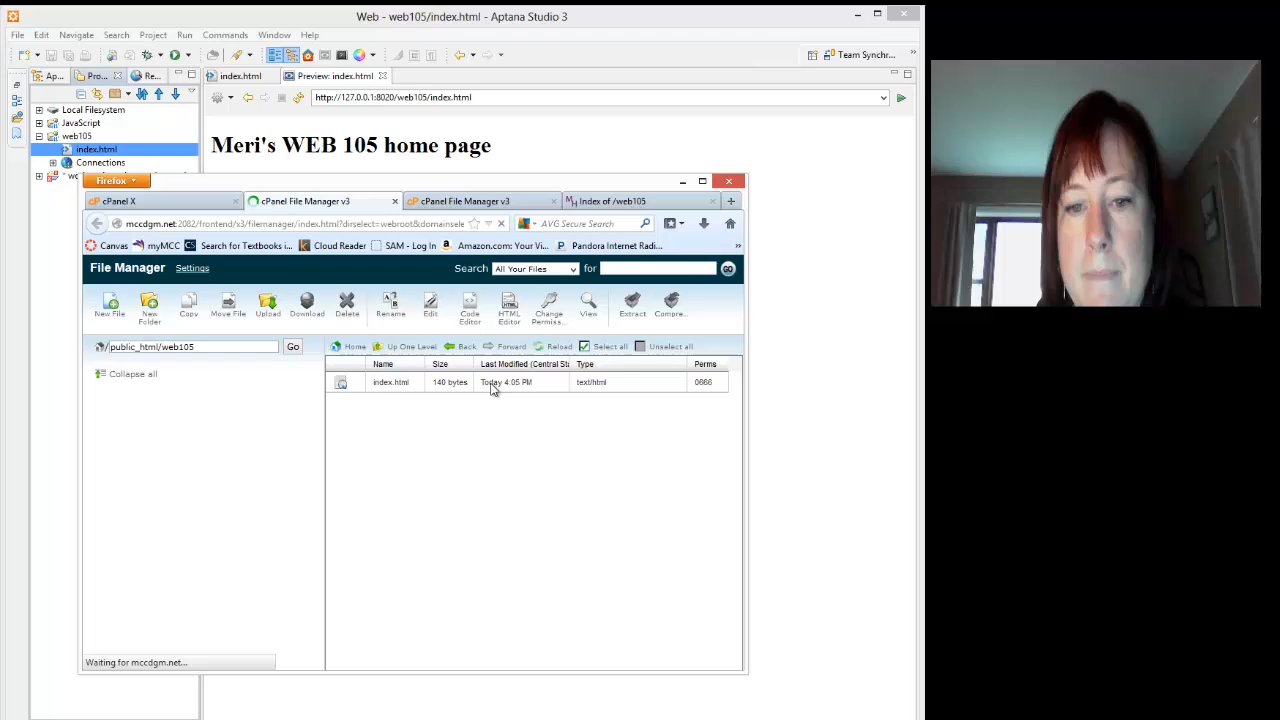 Web - web105/index.html - Aptana Studio 3
File Edit Navigate Search Project Run Commands Window Help
Team Synchr...
Ap... Pro... Re... index.html Preview: index.html
http://127.0.0.1:8020/web105/index.html
Local Filesystem
JavaScript
web105
index.html
Connections
Meri's WEB 105 home page
Firefox
cPanel X cPanel File Manager v3 cPanel File Manager v3 Index of /web105
mccdgm.net:2082/frontend/x3/filemanager/index.html?dirselect=webroot&domainsele AVG Secure Search
Canvas myMCC Search for Textbooks i... Cloud Reader SAM - Log In Amazon.com: Your Vi... Pandora Internet Radi...
File Manager Settings Search All Your Files for GO
New File New Folder Copy Move File Upload Download Delete Rename Edit Code Editor HTML Editor Change Permiss... View Extract Compre...
/public_html/web105 Go Home Up One Level Back Forward Reload Select all Unselect all
Collapse all
Name Size Last Modified (Central Sta Type Perms
index.html 140 bytes Today 4:05 PM text/html 0666
Waiting for mccdgm.net...